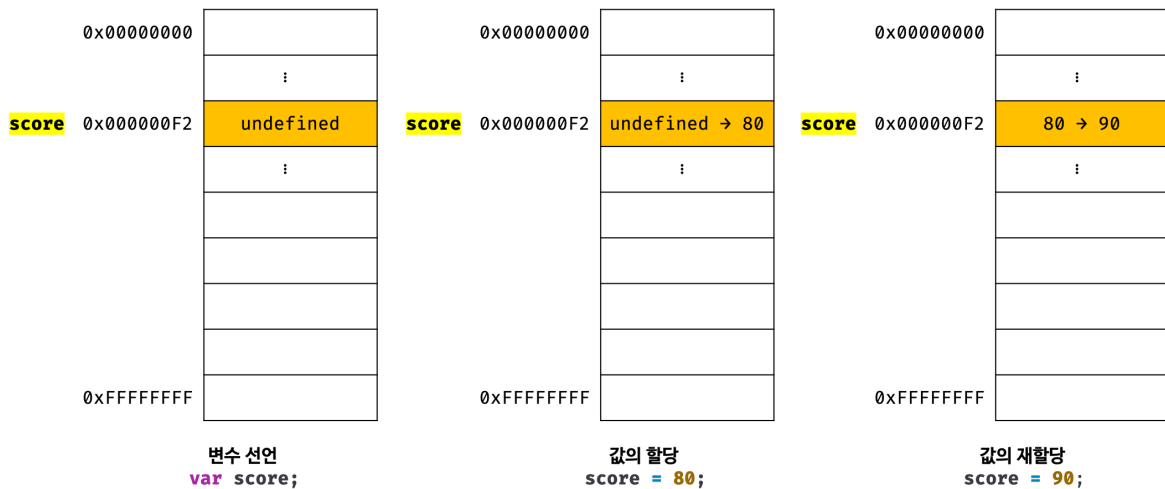 0x00000000
⋮
score 0x000000F2 undefined
⋮
0xFFFFFFFF
변수 선언
var score;
0x00000000
⋮
score 0x000000F2 undefined → 80
⋮
0xFFFFFFFF
값의 할당
score = 80;
0x00000000
⋮
score 0x000000F2 80 → 90
⋮
0xFFFFFFFF
값의 재할당
score = 90;